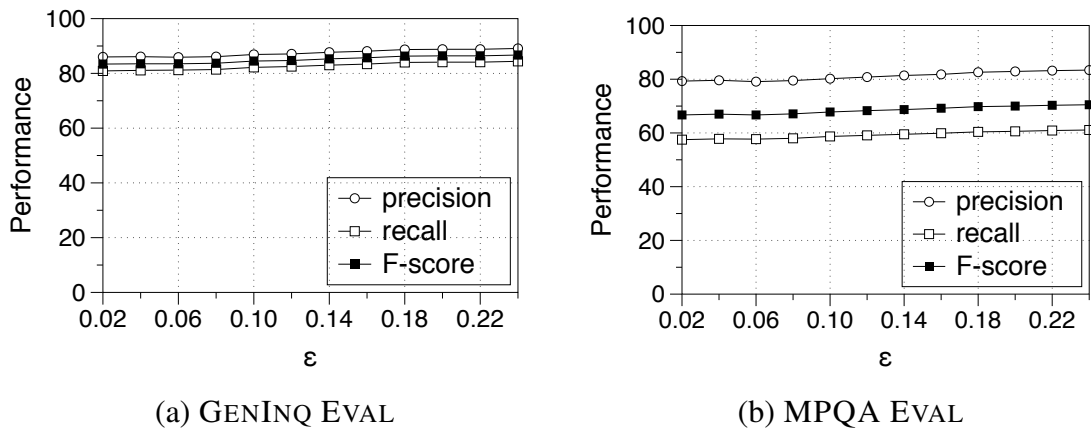 100
80
60
40
20
0
Performance
0.02 0.06 0.10 0.14 0.18 0.22
ε
precision
recall
F-score
(a) GENINQ EVAL
100
80
60
40
20
0
Performance
0.02 0.06 0.10 0.14 0.18 0.22
ε
precision
recall
F-score
(b) MPQA EVAL